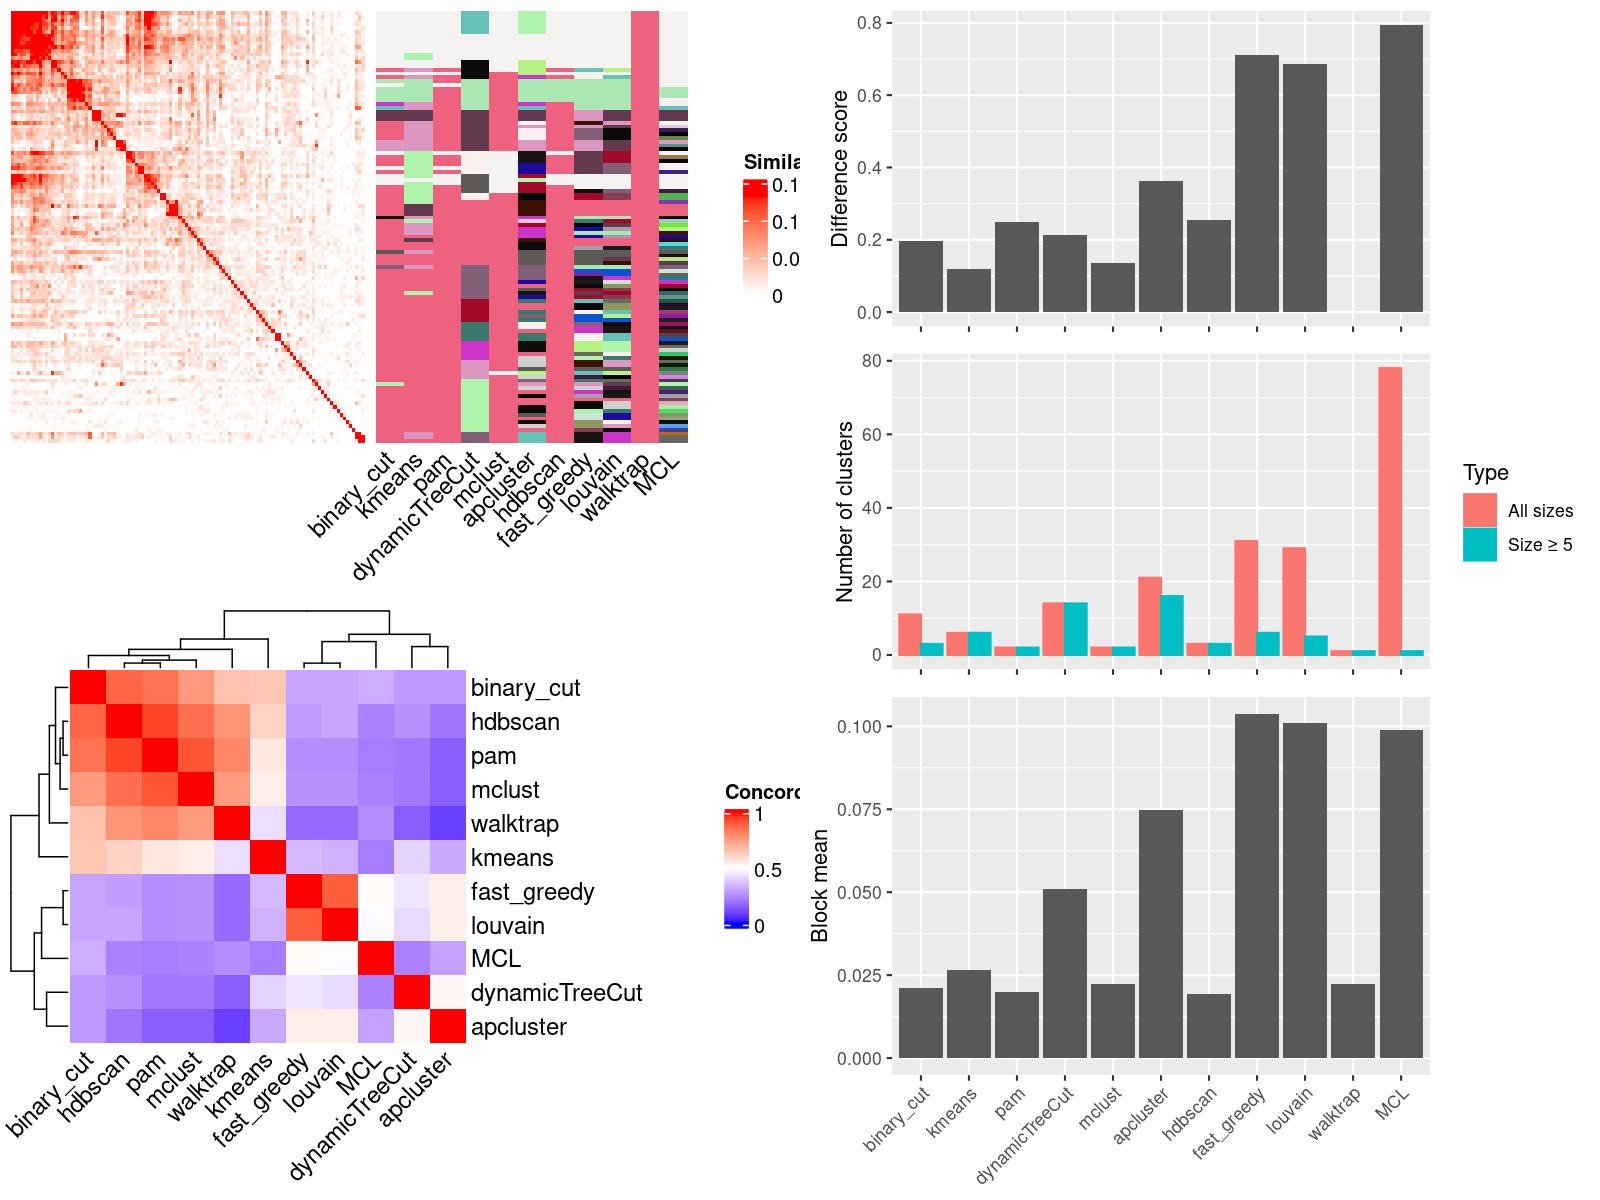 Simila
0.1
0.1
0.0
0
binary_cut
kmeans
pam
dynamicTreeCut
mclust
apcluster
hdbscan
fast_greedy
louvain
walktrap
MCL
binary_cut
hdbscan
pam
mclust
walktrap
kmeans
fast_greedy
louvain
MCL
dynamicTreeCut
apcluster
binary_cut
hdbscan
pam
mclust
walktrap
kmeans
fast_greedy
louvain
MCL
dynamicTreeCut
apcluster
Concord
1
0.5
0
Difference score
0.8
0.6
0.4
0.2
0.0
Number of clusters
80
60
40
20
0
Type
All sizes
Size ≥ 5
Block mean
0.100
0.075
0.050
0.025
0.000
binary_cut
kmeans
pam
dynamicTreeCut
mclust
apcluster
hdbscan
fast_greedy
louvain
walktrap
MCL